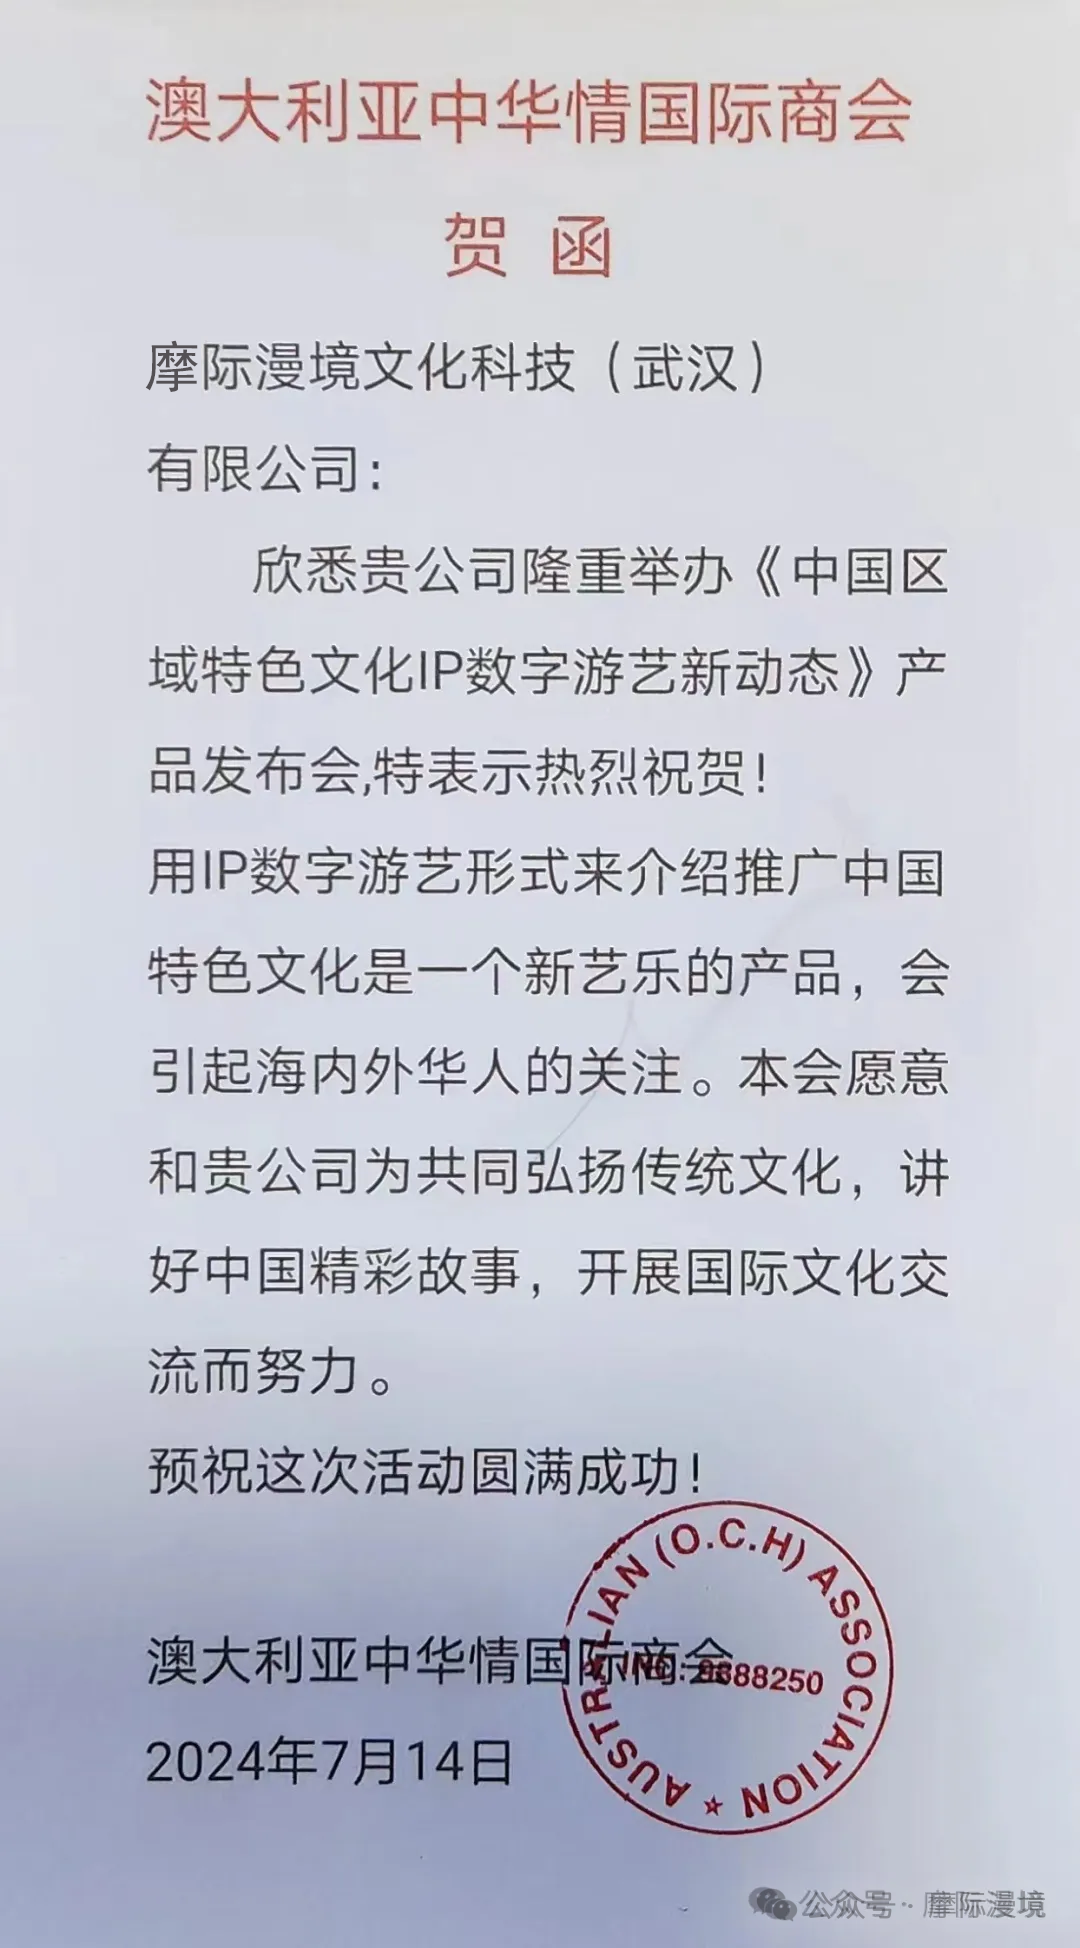 澳大利亚中华情国际商会
贺 函
摩际漫境文化科技（武汉）
有限公司：
欣悉贵公司隆重举办《中国区
域特色文化IP数字游艺新动态》产
品发布会,特表示热烈祝贺！
用IP数字游艺形式来介绍推广中国
特色文化是一个新艺乐的产品，会
引起海内外华人的关注。本会愿意
和贵公司为共同弘扬传统文化，讲
好中国精彩故事，开展国际文化交
流而努力。
预祝这次活动圆满成功！
澳大利亚中华情国际商会
2024年7月14日
AUSTRALIAN (O.C.H) ASSOCIATION
INC: 9888250
公众号 · 摩际漫境